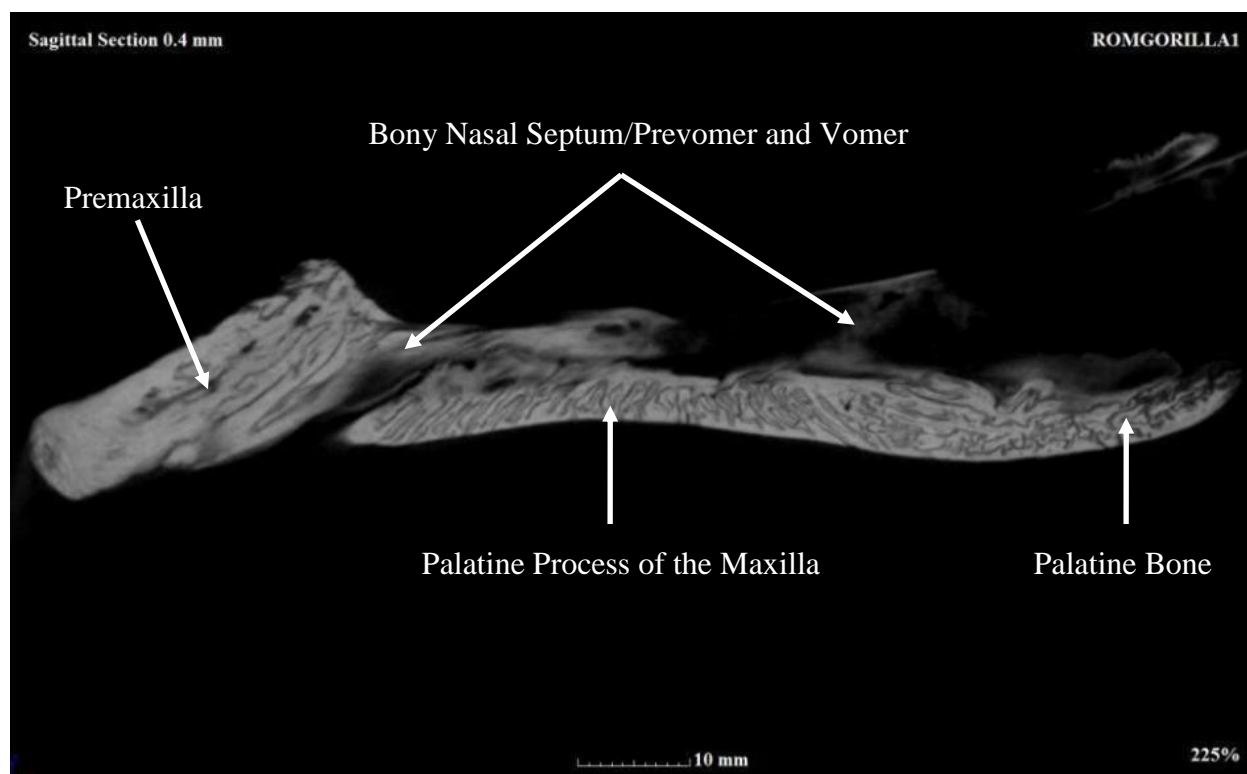 Sagittal Section 0.4 mm
ROMGORILLA1
Bony Nasal Septum/Prevomer and Vomer
Premaxilla
Palatine Process of the Maxilla
Palatine Bone
10 mm
225%